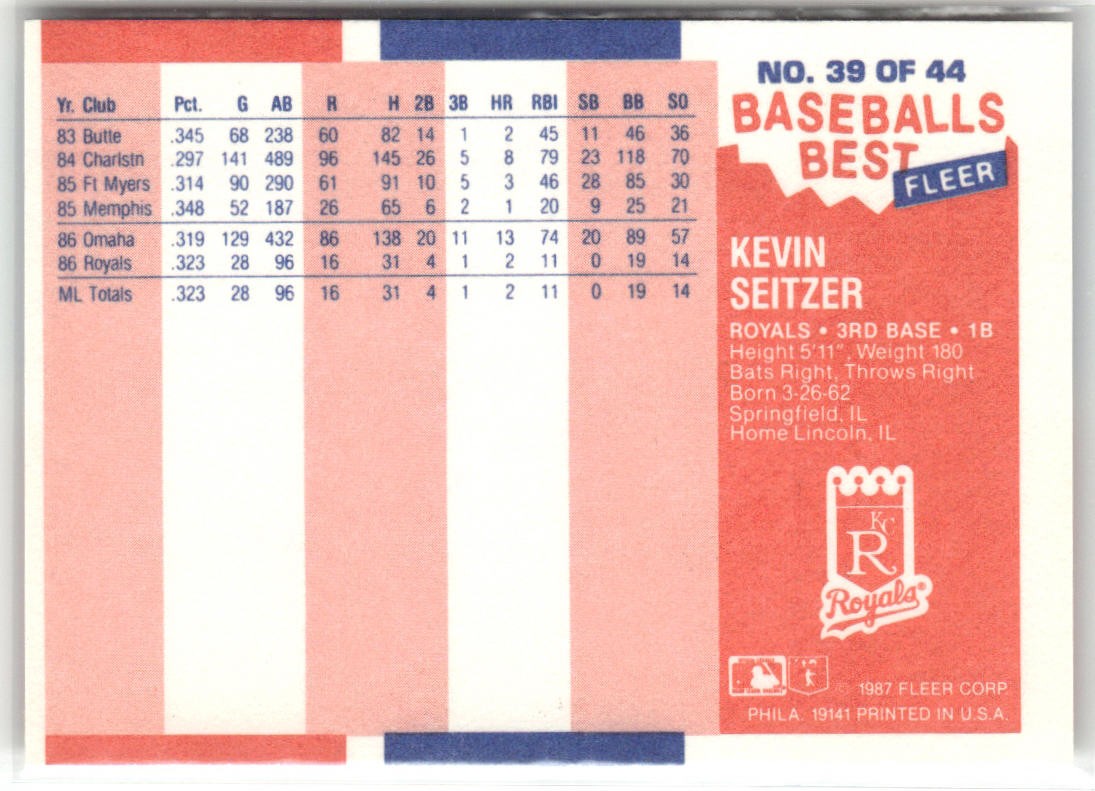 Yr. Club Pct. G AB R H 2B 3B HR RBI SB BB SO
83 Butte .345 68 238 60 82 14 1 2 45 11 46 36
84 Charlstn .297 141 489 96 145 26 5 8 79 23 118 70
85 Ft Myers .314 90 290 61 91 10 5 3 46 28 85 30
85 Memphis .348 52 187 26 65 6 2 1 20 9 25 21
86 Omaha .319 129 432 86 138 20 11 13 74 20 89 57
86 Royals .323 28 96 16 31 4 1 2 11 0 19 14
ML Totals .323 28 96 16 31 4 1 2 11 0 19 14
NO. 39 OF 44
BASEBALLS
BEST
FLEER
KEVIN
SEITZER
ROYALS • 3RD BASE • 1B
Height 5'11", Weight 180
Bats Right, Throws Right
Born 3-26-62
Springfield, IL
Home Lincoln, IL
KC
R
Royals®
© 1987 FLEER CORP
PHILA. 19141 PRINTED IN U.S.A.